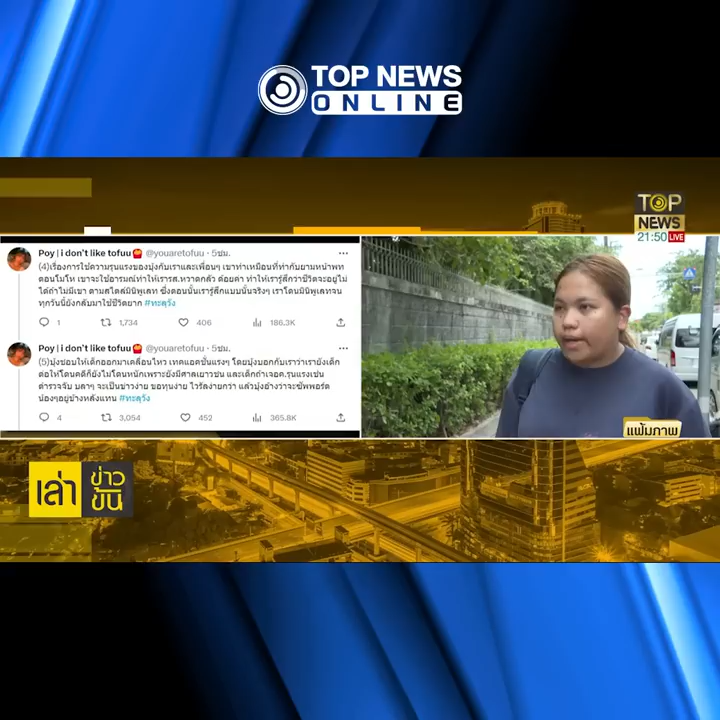 TOP NEWS
ONLINE
TOP
NEWS
21:50 LIVE
Poy | i don't like tofuu @youaretofuu · 5ชม.
(4)เรื่องการใช้ความรุนแรงของบุ้งกับเราและเพื่อนๆ เขาทำเหมือนที่ทำกับยามหน้าพท
ตอนโมโห เขาจะใช้อารมณ์ทำให้เรารส.หวาดกลัว ด้อยค่า ทำให้เรารู้สึกว่าชีวิตจะอยู่ไม่
ได้ถ้าไม่มีเขา ตามสไตล์มินิพูเลท ซึ่งตอนนั้นเรารู้สึกแบบนั้นจริงๆ เราโดนมินิพูเลทจน
ทุกวันนี้ยังกลับมาใช้ชีวิตยาก #ทะลุวัง
1 1,734 406 186.3K
Poy | i don't like tofuu @youaretofuu · 5ชม.
(5)บุ้งชอบให้เด็กออกมาเคลื่อนไหว เทคแอคชั่นแรงๆ โดยบุ้งบอกกับเราว่าเรายังเด็ก
ต่อให้โดนคดีก็ยังไม่โดนหนักเพราะยังมีศาลเยาวชน และเด็กถ้าเจอค.รุนแรงเช่น
ตำรวจจับ บลาๆ จะเป็นข่าวง่าย ขอทุนง่าย ไวรัลง่ายกว่า แล้วบุ้งอ้างว่าจะซัพพอร์ต
น้องๆอยู่ข้างหลังแทน #ทะลุวัง
4 3,054 452 365.8K
แฟ้มภาพ
เล่า
ข่าว
ข้น